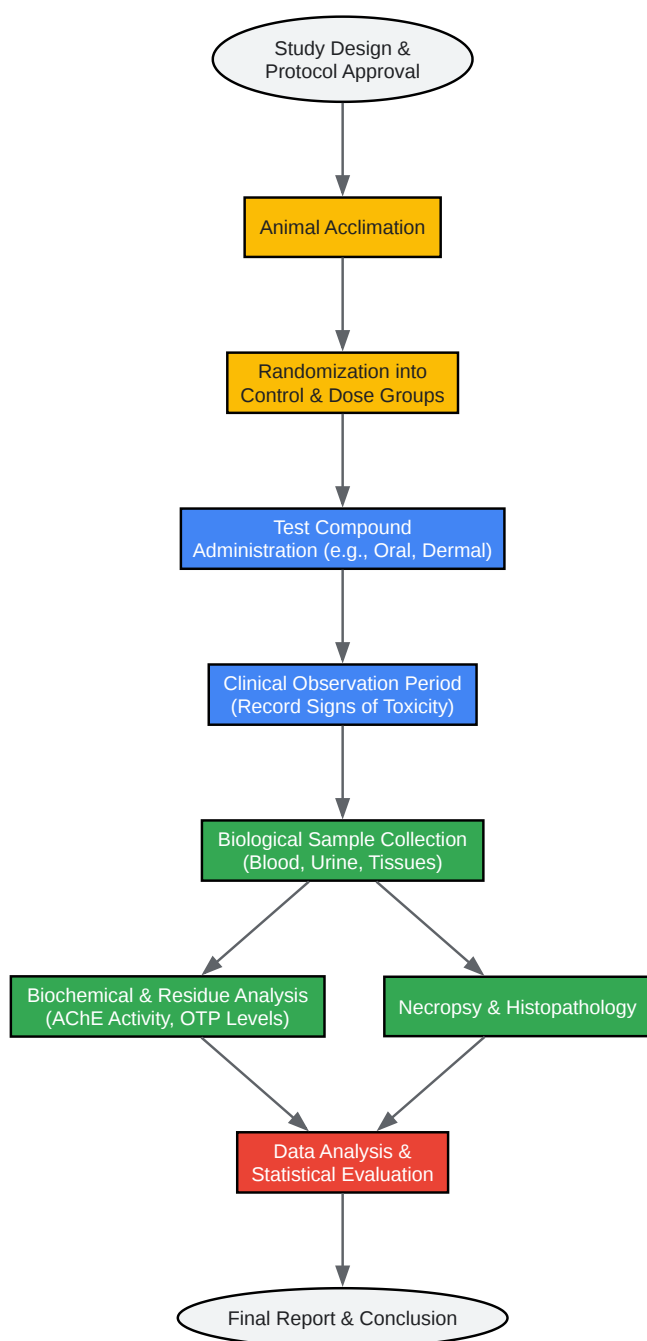 Study Design &
Protocol Approval
Animal Acclimation
Randomization into
Control & Dose Groups
Test Compound
Administration (e.g., Oral, Dermal)
Clinical Observation Period
(Record Signs of Toxicity)
Biological Sample Collection
(Blood, Urine, Tissues)
Biochemical & Residue Analysis
(AChE Activity, OTP Levels)
Necropsy & Histopathology
Data Analysis &
Statistical Evaluation
Final Report & Conclusion